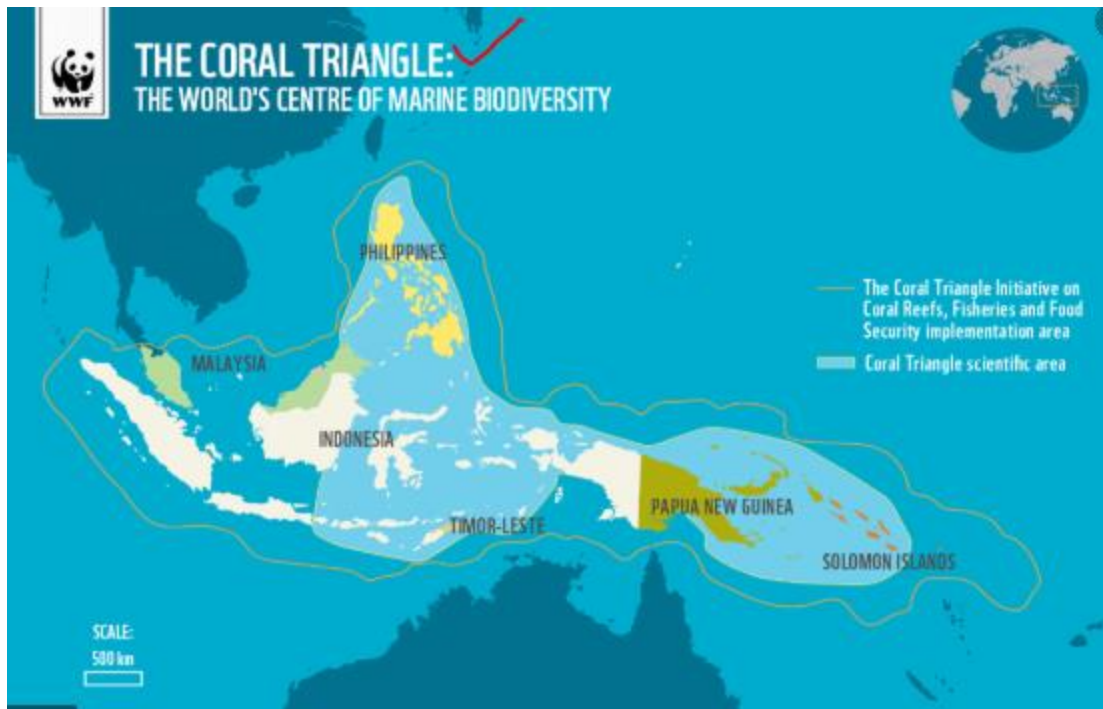 WWF
THE CORAL TRIANGLE:
THE WORLD'S CENTRE OF MARINE BIODIVERSITY
PHILIPPINES
The Coral Triangle Initiative on
Coral Reefs, Fisheries and Food
Security implementation area
MALAYSIA
Coral Triangle scientific area
INDONESIA
PAPUA NEW GUINEA
TIMOR-LESTE
SOLOMON ISLANDS
SCALE:
500 km